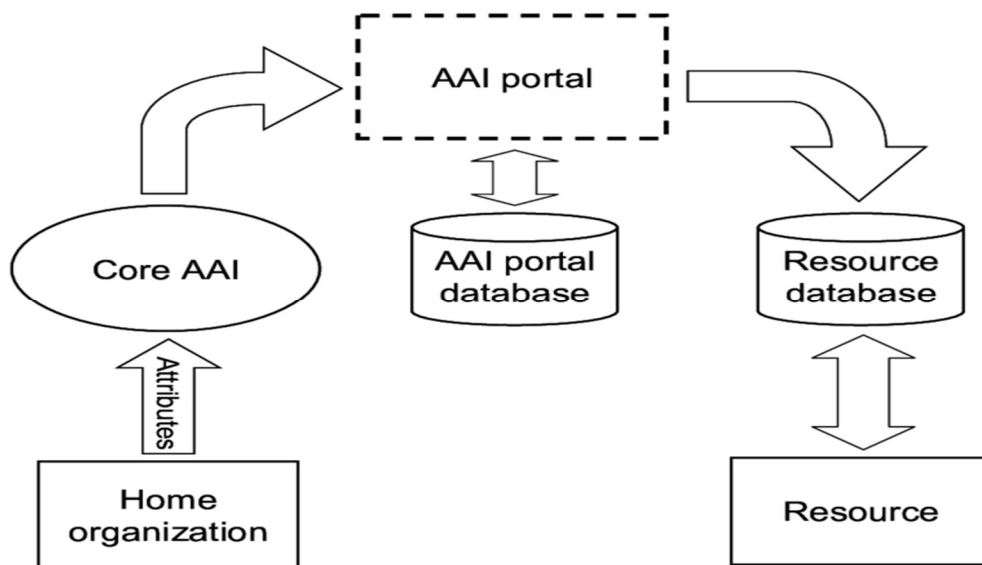 AAI portal
Core AAI
AAI portal
database
Resource
database
Attributes
Home
organization
Resource